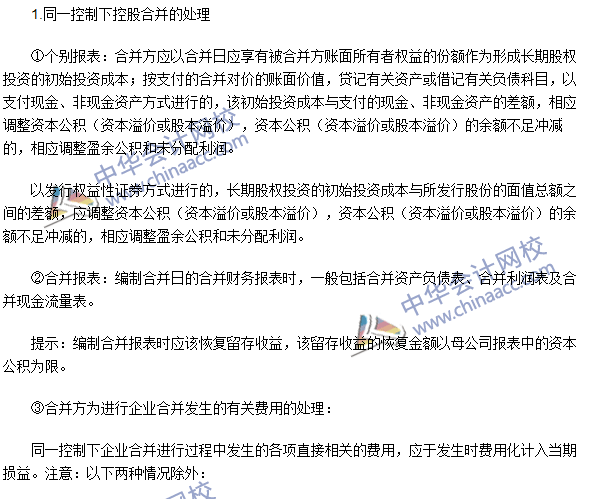 1.同一控制下控股合并的处理
①个别报表：合并方应以合并日应享有被合并方账面所有者权益的份额作为形成长期股权
投资的初始投资成本；按支付的合并对价的账面价值，贷记有关资产或借记有关负债科目，以
支付现金、非现金资产方式进行的，该初始投资成本与支付的现金、非现金资产的差额，相应
调整资本公积（资本溢价或股本溢价），资本公积（资本溢价或股本溢价）的余额不足冲减
的，相应调整盈余公积和未分配利润。
中华会计网校
www.chinaacc.com
以发行权益性证券方式进行的，长期股权投资的初始投资成本与所发行股份的面值总额之
间的差额，应调整资本公积（资本溢价或股本溢价），资本公积（资本溢价或股本溢价）的余
额不足冲减的，相应调整盈余公积和未分配利润。
②合并报表：编制合并日的合并财务报表时，一般包括合并资产负债表、合并利润表及合
并现金流量表。
中华会计网校
www.chinaacc.com
提示：编制合并报表时应该恢复留存收益，该留存收益的恢复金额以母公司报表中的资本
公积为限。
③合并方为进行企业合并发生的有关费用的处理：
同一控制下企业合并进行过程中发生的各项直接相关的费用，应于发生时费用化计入当期
损益。注意：以下两种情况除外：